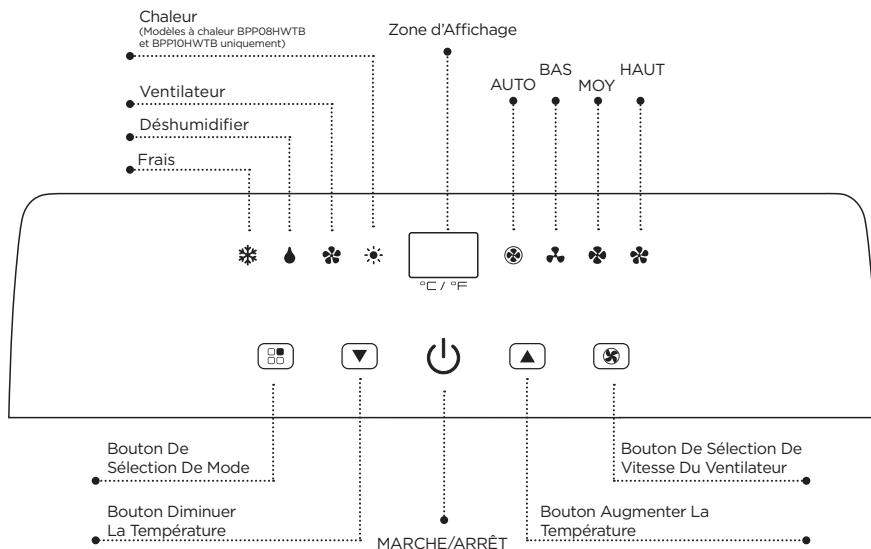 Chaleur
(Modèles à chaleur BPP08HWTB
et BPP10HWTB uniquement)
Ventilateur
Déshumidifier
Frais
Zone d'Affichage
AUTO
BAS
MOY
HAUT
°C / °F
Bouton De
Sélection De Mode
Bouton Diminuer
La Température
MARCHE/ARRÊT
Bouton De Sélection De
Vitesse Du Ventilateur
Bouton Augmenter La
Température